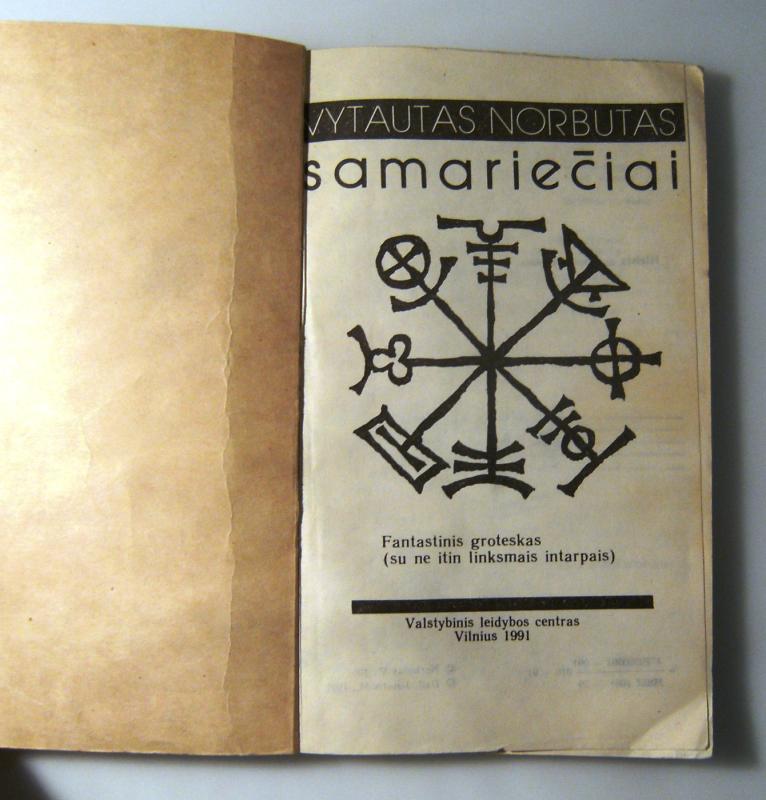 VYTAUTAS NORBUTAS
samariečiai
Fantastinis groteskas
(su ne itin linksmais intarpais)
Valstybinis leidybos centras
Vilnius 1991